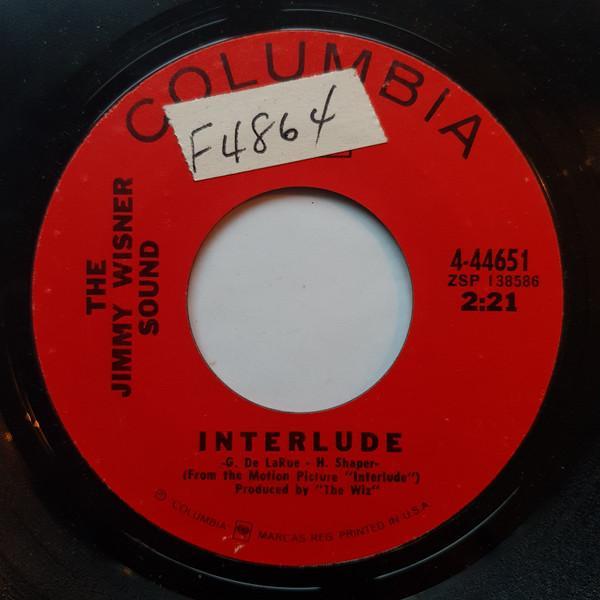 COLUMBIA
F4864
THE
JIMMY WISNER
SOUND
4-44651
ZSP 138586
2:21
INTERLUDE
-G. De LaRue - H. Shaper-
(From the Motion Picture "Interlude")
Produced by "The Wiz"
℗ "COLUMBIA" MARCAS REG. PRINTED IN U.S.A.